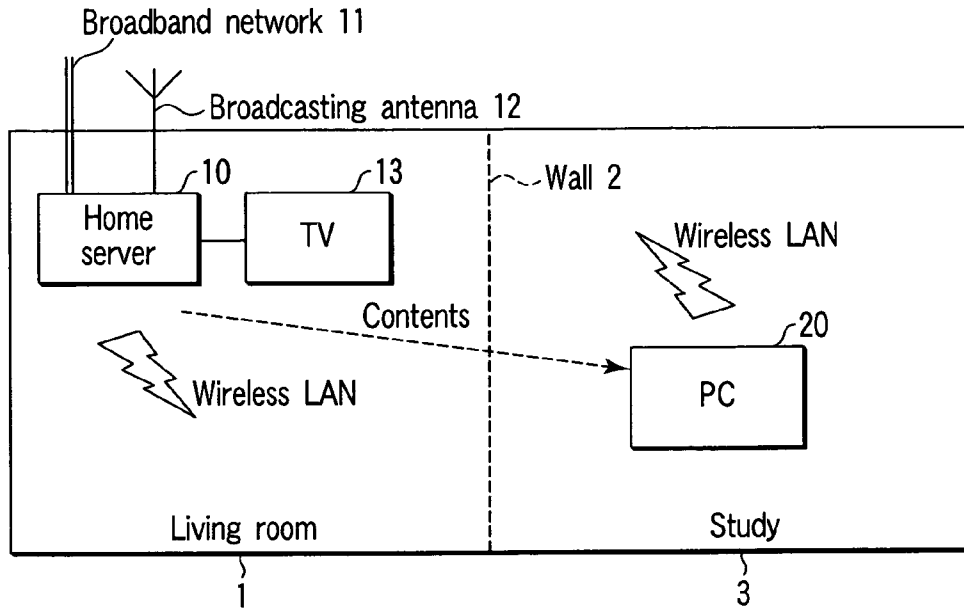 Broadband network 11
Broadcasting antenna 12
10
13
Home
server
TV
Wall 2
Wireless LAN
Contents
20
Wireless LAN
PC
Living room
Study
1
3